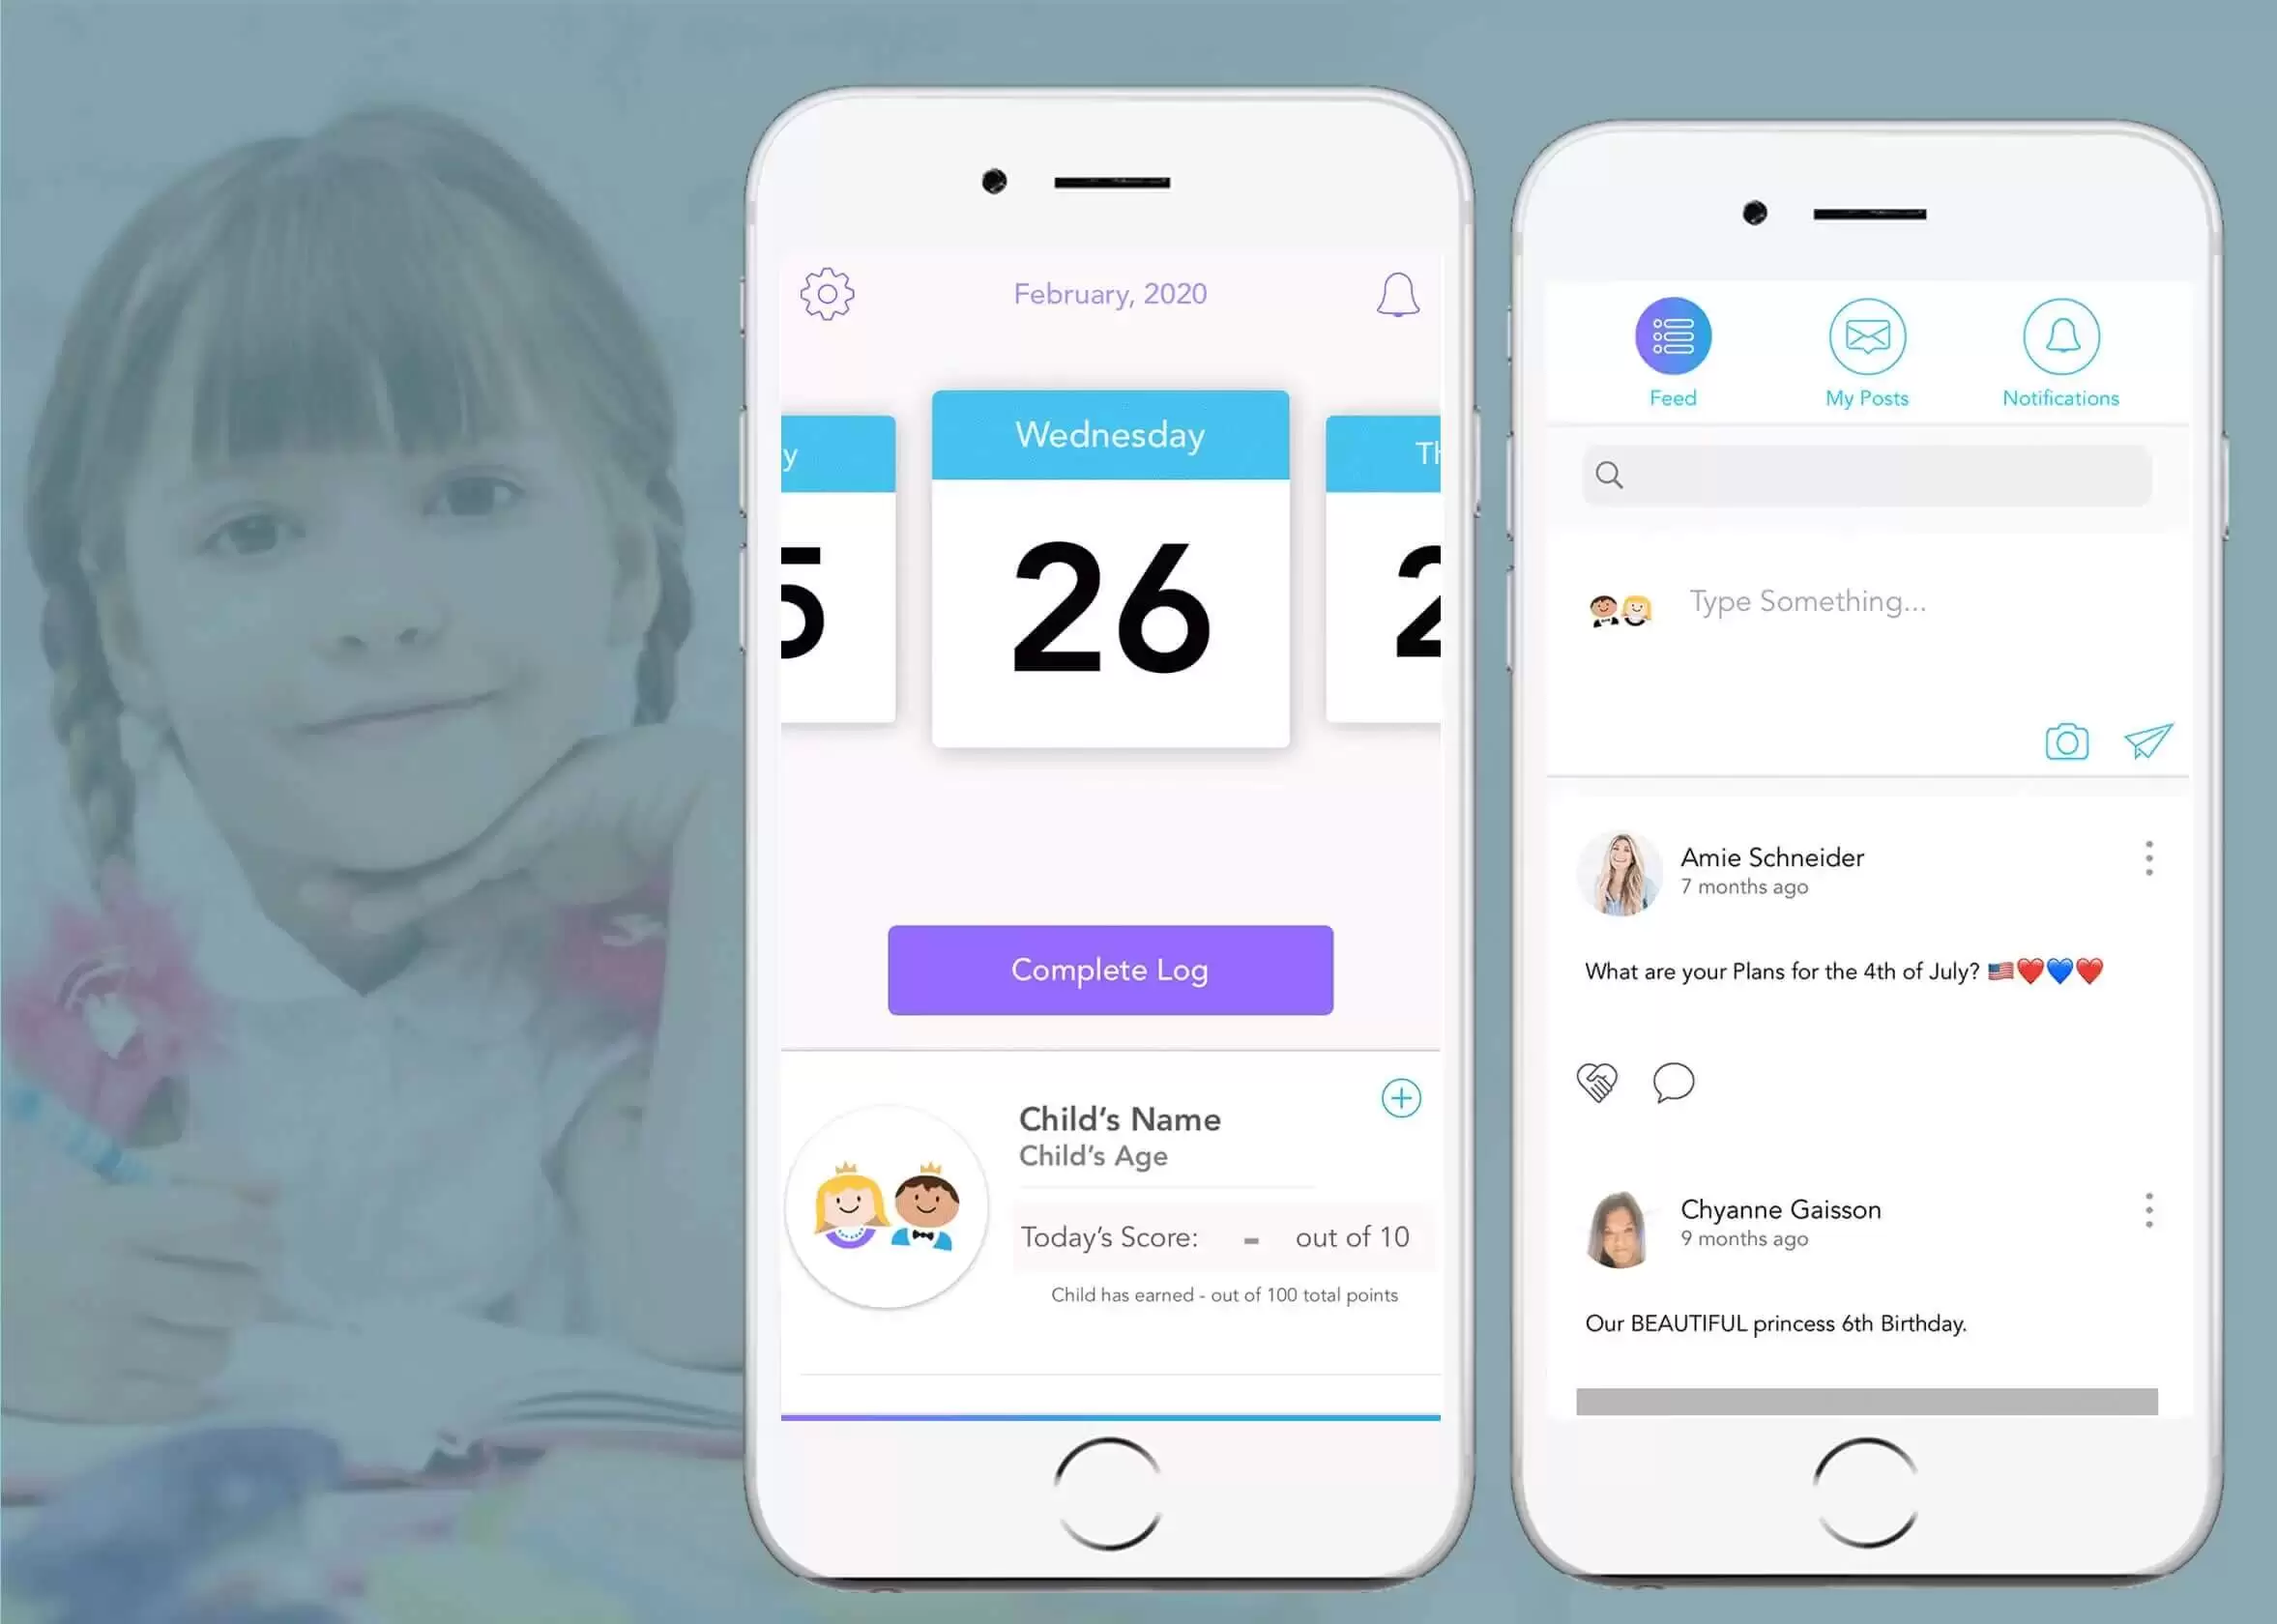 February, 2020
y
Wednesday
Th
5
26
2
Complete Log
Child's Name
Child's Age
Today's Score: - out of 10
Child has earned - out of 100 total points
Feed
My Posts
Notifications
Type Something...
Amie Schneider
7 months ago
What are your Plans for the 4th of July? 🇺🇸❤️💙❤️
Chyanne Gaisson
9 months ago
Our BEAUTIFUL princess 6th Birthday.